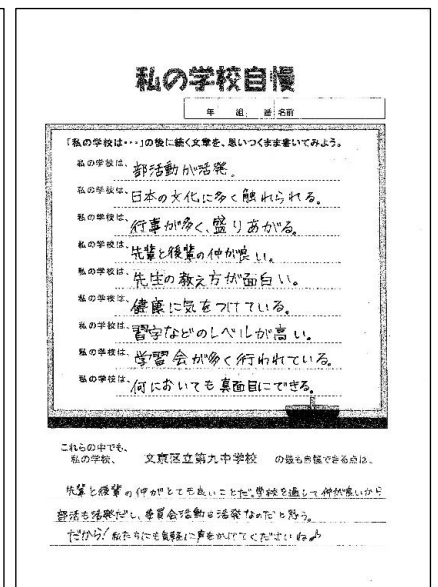 私の学校自慢
年 組 番 名前
「私の学校は・・・」の後に続く文章を、思いつくまま書いてみよう。
私の学校は、部活動が活発。
私の学校は、日本の文化に多く触れられる。
私の学校は、行事が多く、盛りあがる。
私の学校は、先輩と後輩の仲が良い。
私の学校は、先生の教え方が面白い。
私の学校は、健康に気をつけている。
私の学校は、習字などのレベルが高い。
私の学校は、学習会が多く行われている。
私の学校は、何においても真面目にできる。
これらの中でも、
私の学校、 文京区立第九中学校 の最も自慢できる点は、
先輩と後輩の仲がとても良いことだ。学校を通して仲が良いから
部活も活発だし、委員会活動も活発なのだと思う。
だから!私たちにも気軽に声をかけてくださいね♪